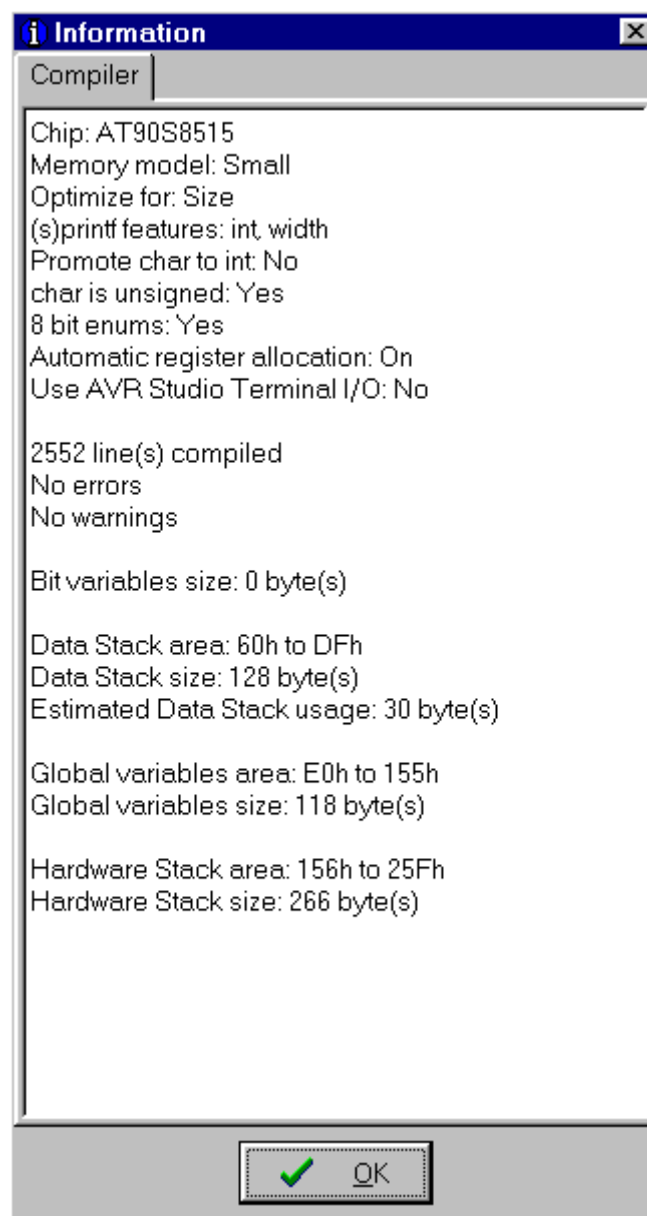 Information
Compiler
Chip: AT90S8515
Memory model: Small
Optimize for: Size
(s)printf features: int, width
Promote char to int: No
char is unsigned: Yes
8 bit enums: Yes
Automatic register allocation: On
Use AVR Studio Terminal I/O: No
2552 line(s) compiled
No errors
No warnings
Bit variables size: 0 byte(s)
Data Stack area: 60h to DFh
Data Stack size: 128 byte(s)
Estimated Data Stack usage: 30 byte(s)
Global variables area: E0h to 155h
Global variables size: 118 byte(s)
Hardware Stack area: 156h to 25Fh
Hardware Stack size: 266 byte(s)
OK